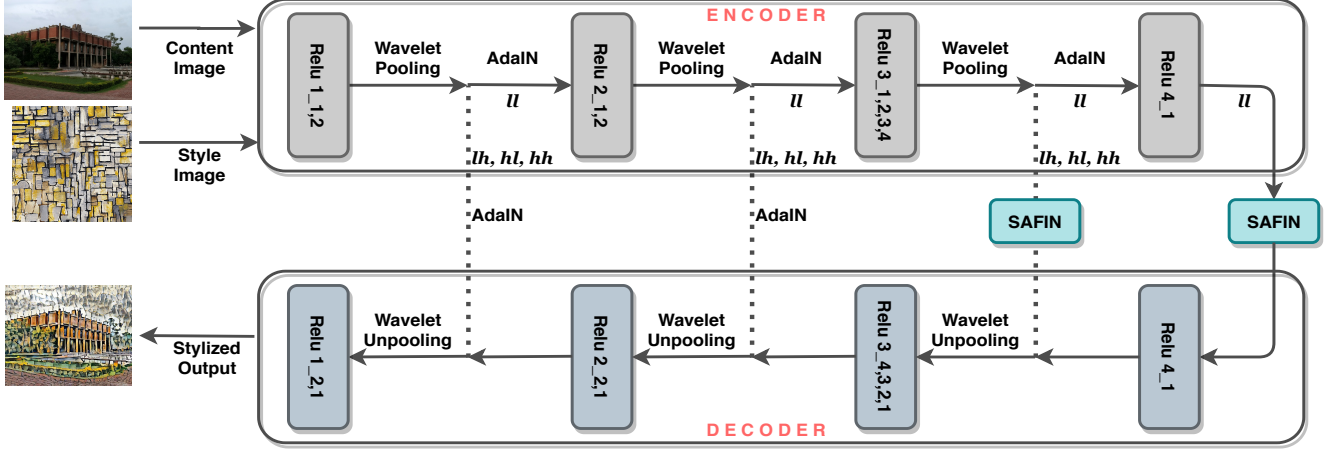 ENCODER
Content
Image
Style
Image
Relu 1_1,2
Wavelet
Pooling
AdaIN
ll
lh, hl, hh
Relu 2_1,2
Wavelet
Pooling
AdaIN
ll
lh, hl, hh
Relu 3_1,2,3,4
Wavelet
Pooling
AdaIN
ll
lh, hl, hh
Relu 4_1
ll
AdaIN
AdaIN
SAFIN
SAFIN
Stylized
Output
Relu 1_2,1
Wavelet
Unpooling
Relu 2_2,1
Wavelet
Unpooling
Relu 3_4,3,2,1
Wavelet
Unpooling
Relu 4_1
DECODER